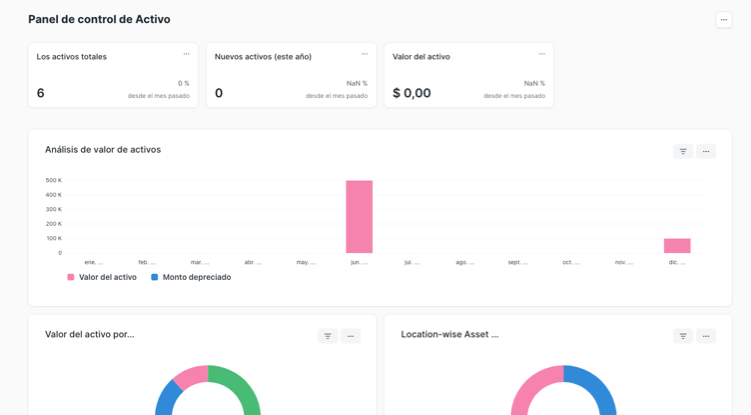 Panel de control de Activo
Los activos totales
6
0 %
desde el mes pasado
Nuevos activos (este año)
0
NaN %
desde el mes pasado
Valor del activo
$ 0,00
NaN %
desde el mes pasado
Análisis de valor de activos
500 K
400 K
300 K
200 K
100 K
0
ene. ...
feb. ...
mar. ...
abr. ...
may. ...
jun. ...
jul. ...
ago. ...
sept. ...
oct. ...
nov. ...
dic. ...
Valor del activo
Monto depreciado
Valor del activo por...
Location-wise Asset ...